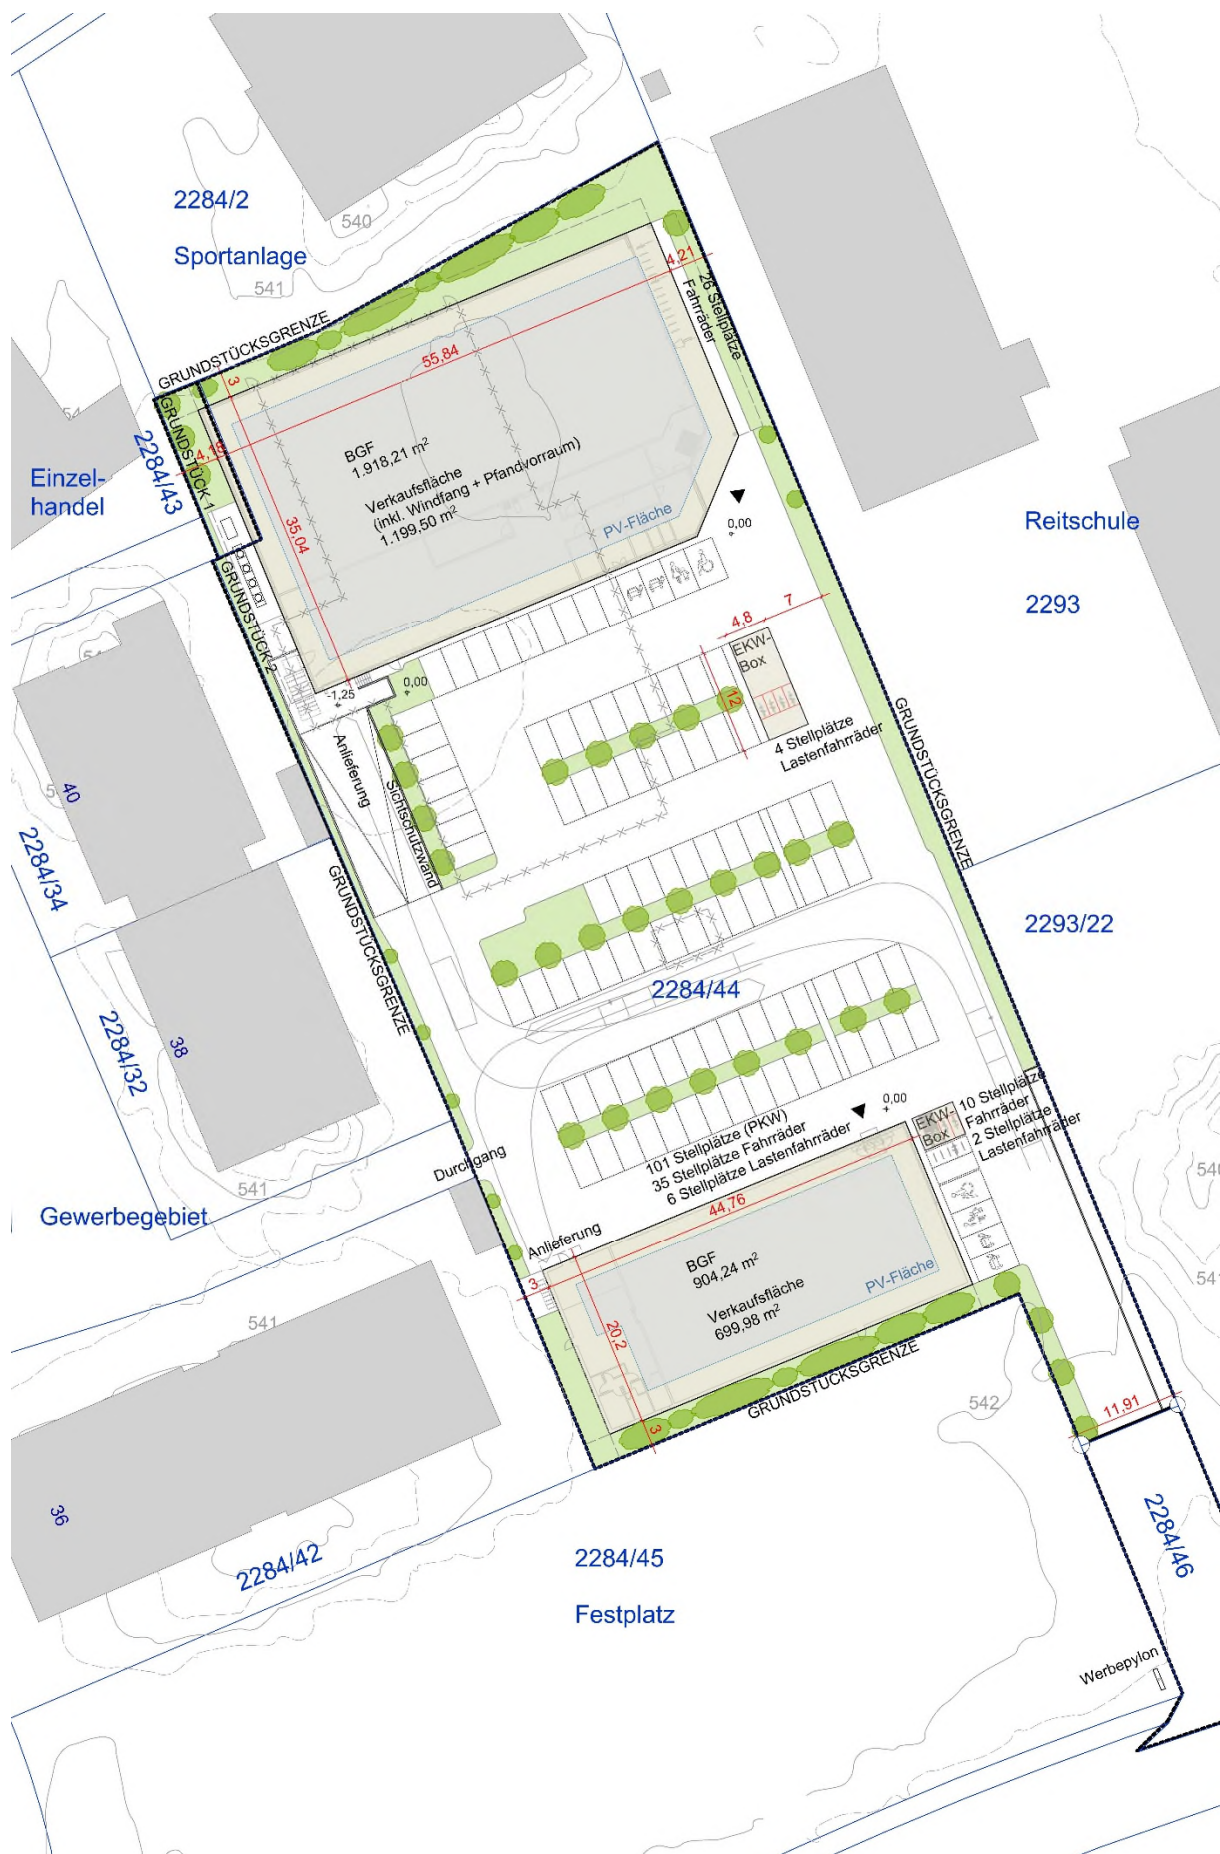 2284/2
Sportanlage
540
541
GRUNDSTÜCKSGRENZE
4,21
26 Stellplätze
Fahrräder
3
55,84
GRUNDSTÜCK 1
2284/43
4,18
Einzel-
handel
54
BGF
1.918,21 m²
Verkaufsfläche
(inkl. Windfang + Pfandvorraum)
1.199,50 m²
35,04
PV-Fläche
0,00
Reitschule
2293
GRUNDSTÜCK 2
4,8
7
EKW-
Box
12
-1,25
0,00
4 Stellplätze
Lastenfahrräder
GRUNDSTÜCKSGRENZE
Anlieferung
Sichtschutzwand
40
2284/34
GRUNDSTÜCKSGRENZE
2293/22
2284/44
2284/32
38
Durchgang
541
Gewerbegebiet
101 Stellplätze (PKW)
35 Stellplätze Fahrräder
6 Stellplätze Lastenfahrräder
0,00
EKW-
Box
10 Stellplätze
Fahrräder
2 Stellplätze
Lastenfahrräder
44,76
Anlieferung
3
BGF
904,24 m²
Verkaufsfläche
699,98 m²
PV-Fläche
20,2
3
GRUNDSTÜCKSGRENZE
541
542
11,91
540
541
36
2284/42
2284/45
Festplatz
2284/46
Werbepylon